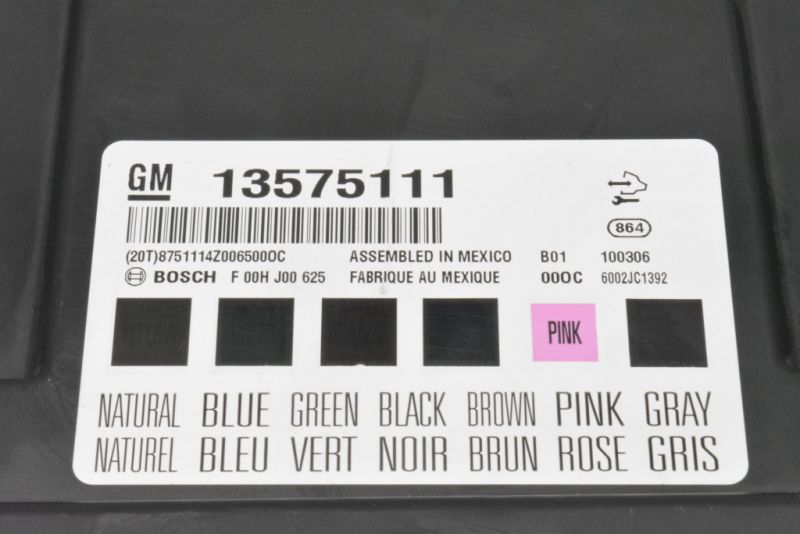 GM 13575111
864
(20T)8751114Z006500OC ASSEMBLED IN MEXICO B01 100306
BOSCH F 00H J00 625 FABRIQUE AU MEXIQUE 000C 6002JC1392
PINK
NATURAL BLUE GREEN BLACK BROWN PINK GRAY
NATUREL BLEU VERT NOIR BRUN ROSE GRIS